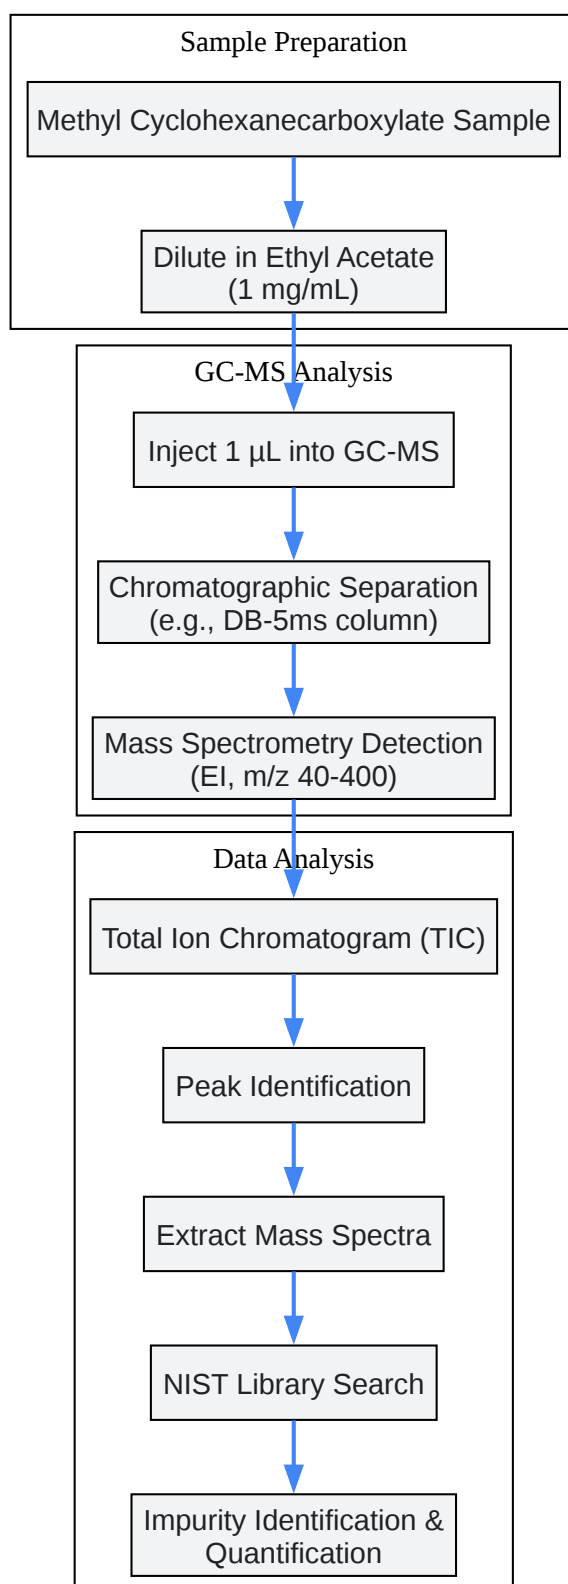 Sample Preparation
Methyl Cyclohexanecarboxylate Sample
Dilute in Ethyl Acetate
(1 mg/mL)
GC-MS Analysis
Inject 1 µL into GC-MS
Chromatographic Separation
(e.g., DB-5ms column)
Mass Spectrometry Detection
(EI, m/z 40-400)
Data Analysis
Total Ion Chromatogram (TIC)
Peak Identification
Extract Mass Spectra
NIST Library Search
Impurity Identification &
Quantification